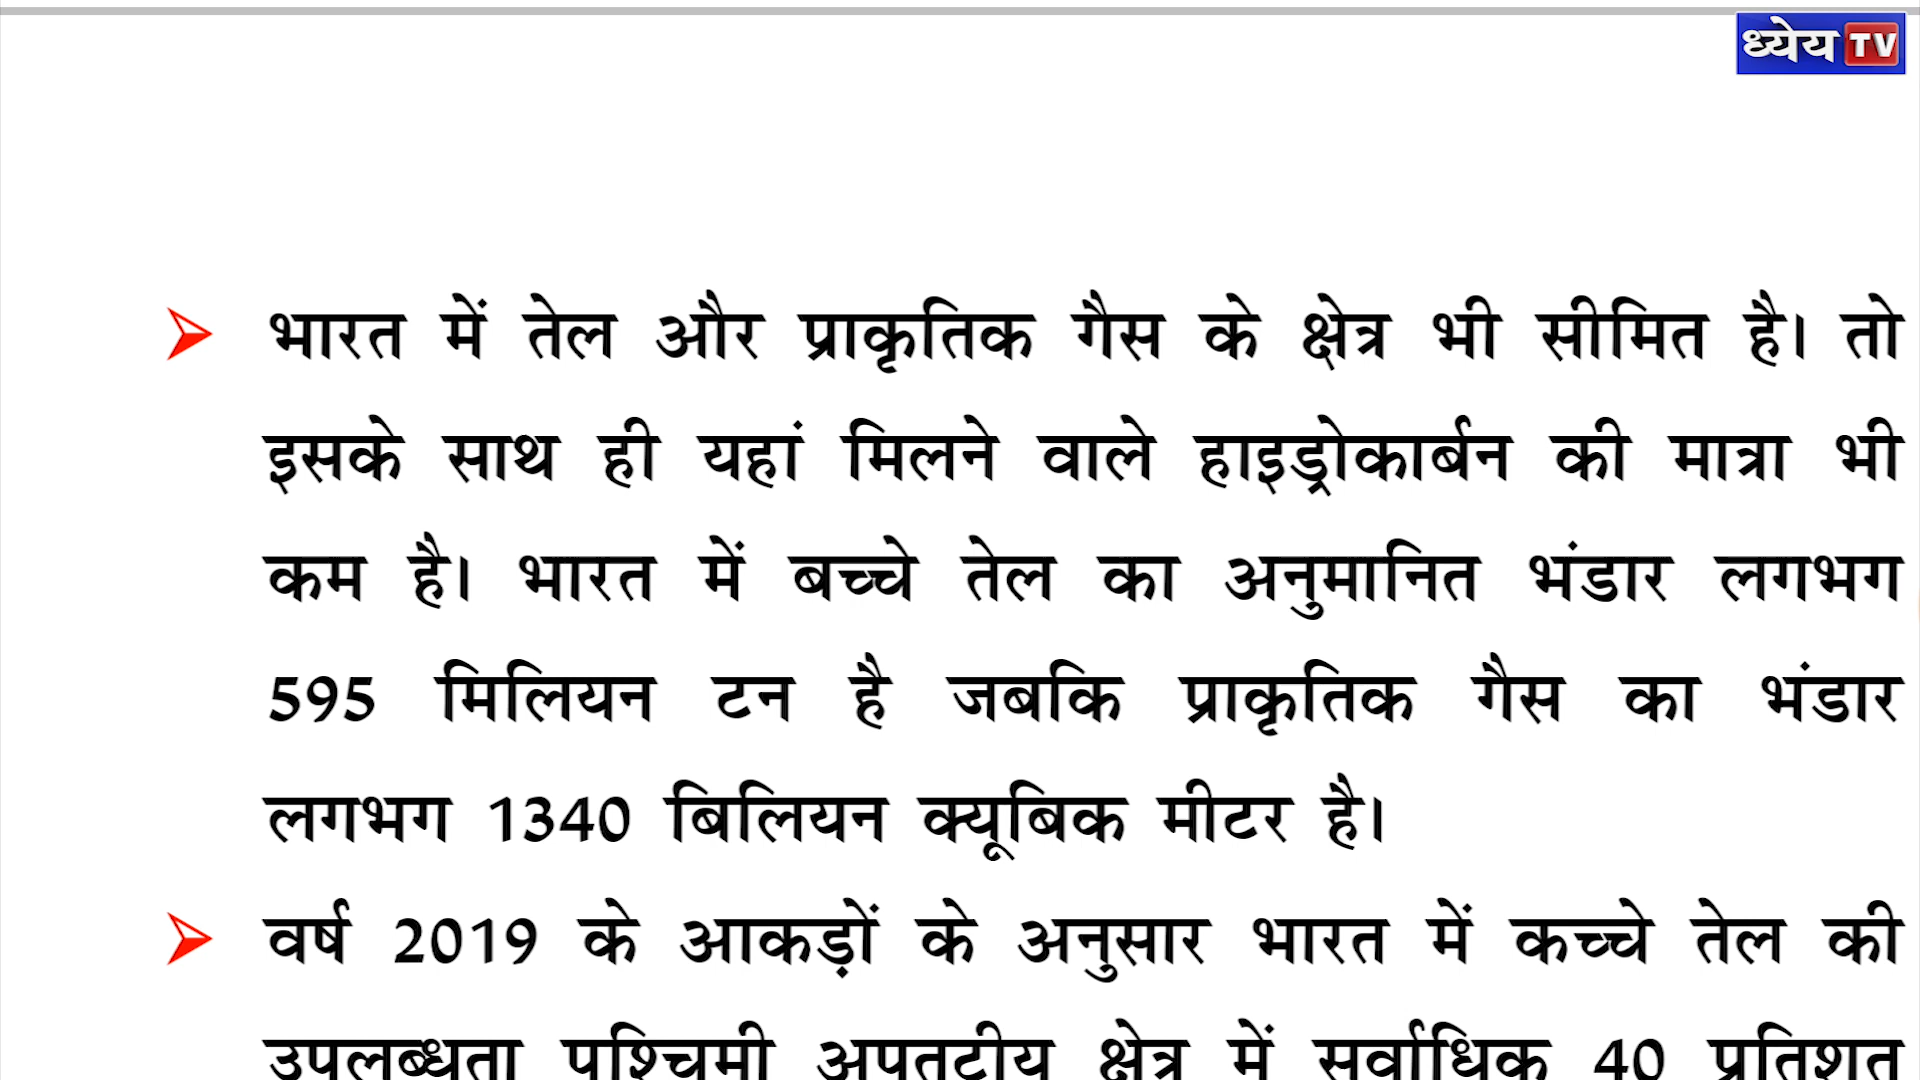 ध्येय TV
भारत में तेल और प्राकृतिक गैस के क्षेत्र भी सीमित है। तो
इसके साथ ही यहां मिलने वाले हाइड्रोकार्बन की मात्रा भी
कम है। भारत में बच्चे तेल का अनुमानित भंडार लगभग
595 मिलियन टन है जबकि प्राकृतिक गैस का भंडार
लगभग 1340 बिलियन क्यूबिक मीटर है।
वर्ष 2019 के आकड़ों के अनुसार भारत में कच्चे तेल की
उपलब्धता पश्चिमी अपतटीय क्षेत्र में सर्वाधिक 40 प्रतिशत